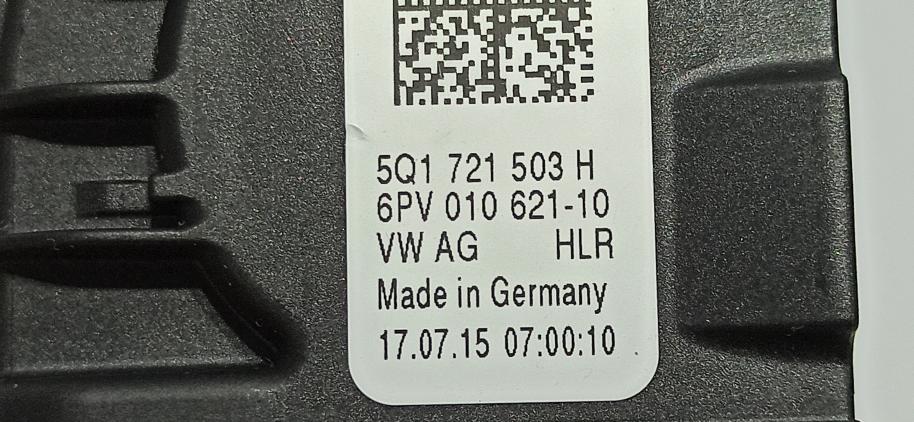 5Q1 721 503 H
6PV 010 621-10
VW AG HLR
Made in Germany
17.07.15 07:00:10